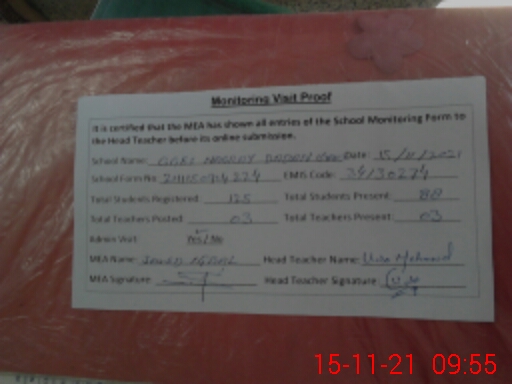 Monitoring Visit Proof
It is certified that the MEA has shown all entries of the School Monitoring Form to
the Head Teacher before its online submission.
School Name: Date: 15/11/2021
School Form No. EMIS Code: 34130274
Total Students Registered: 125 Total Students Present: 88
Total Teachers Posted: 03 Total Teachers Present: 03
Admin Visit: Yes / No
MEA Name: Head Teacher Name:
MEA Signature: Head Teacher Signature:
15-11-21 09:55